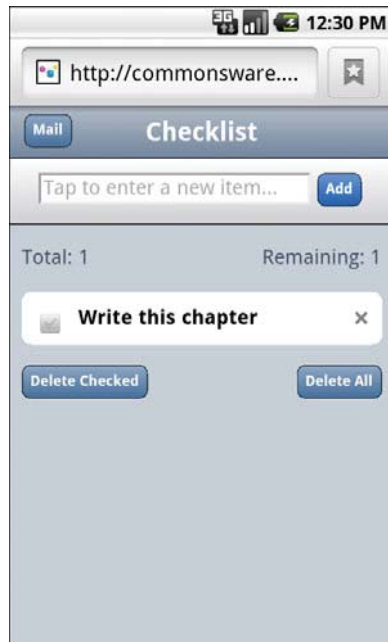 3G 12:30 PM
http://commonsware....
Mail Checklist
Tap to enter a new item... Add
Total: 1 Remaining: 1
Write this chapter ×
Delete Checked Delete All